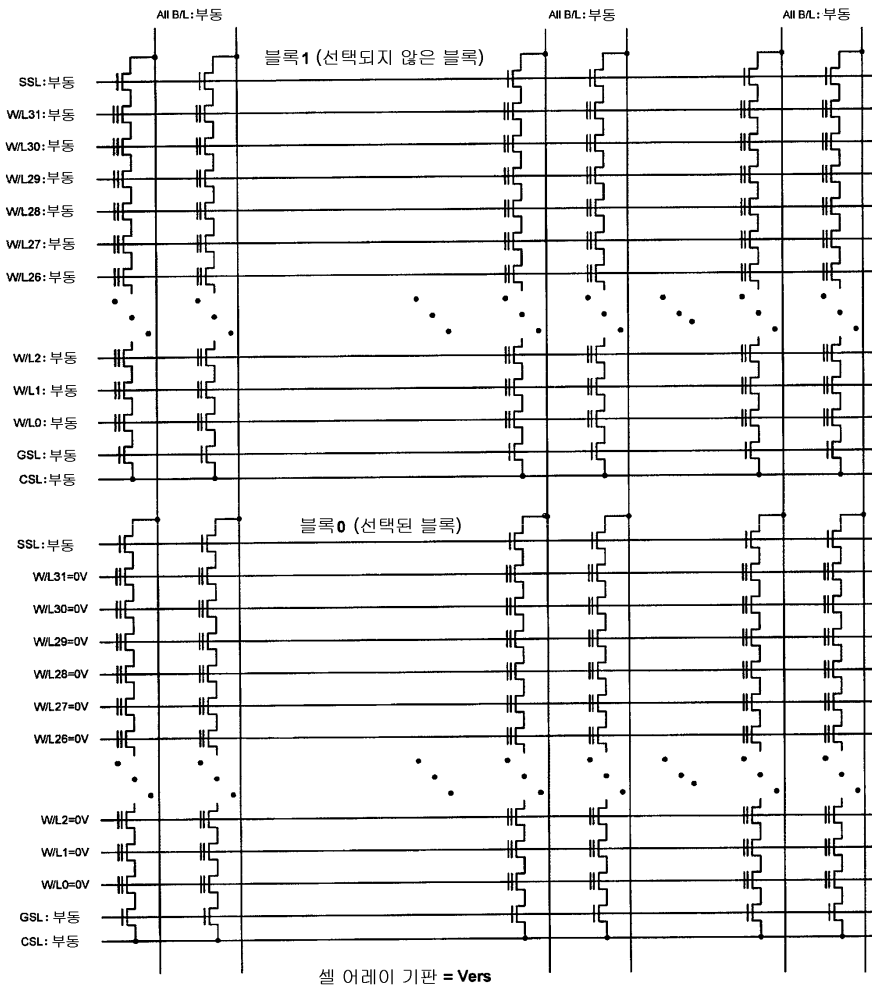 All B/L: 부동 All B/L: 부동 All B/L: 부동
블록1 (선택되지 않은 블록)
SSL: 부동
W/L31: 부동
W/L30: 부동
W/L29: 부동
W/L28: 부동
W/L27: 부동
W/L26: 부동
W/L2: 부동
W/L1: 부동
W/L0: 부동
GSL: 부동
CSL: 부동
블록0 (선택된 블록)
SSL: 부동
W/L31=0V
W/L30=0V
W/L29=0V
W/L28=0V
W/L27=0V
W/L26=0V
W/L2=0V
W/L1=0V
W/L0=0V
GSL: 부동
CSL: 부동
셀 어레이 기판 = Vers